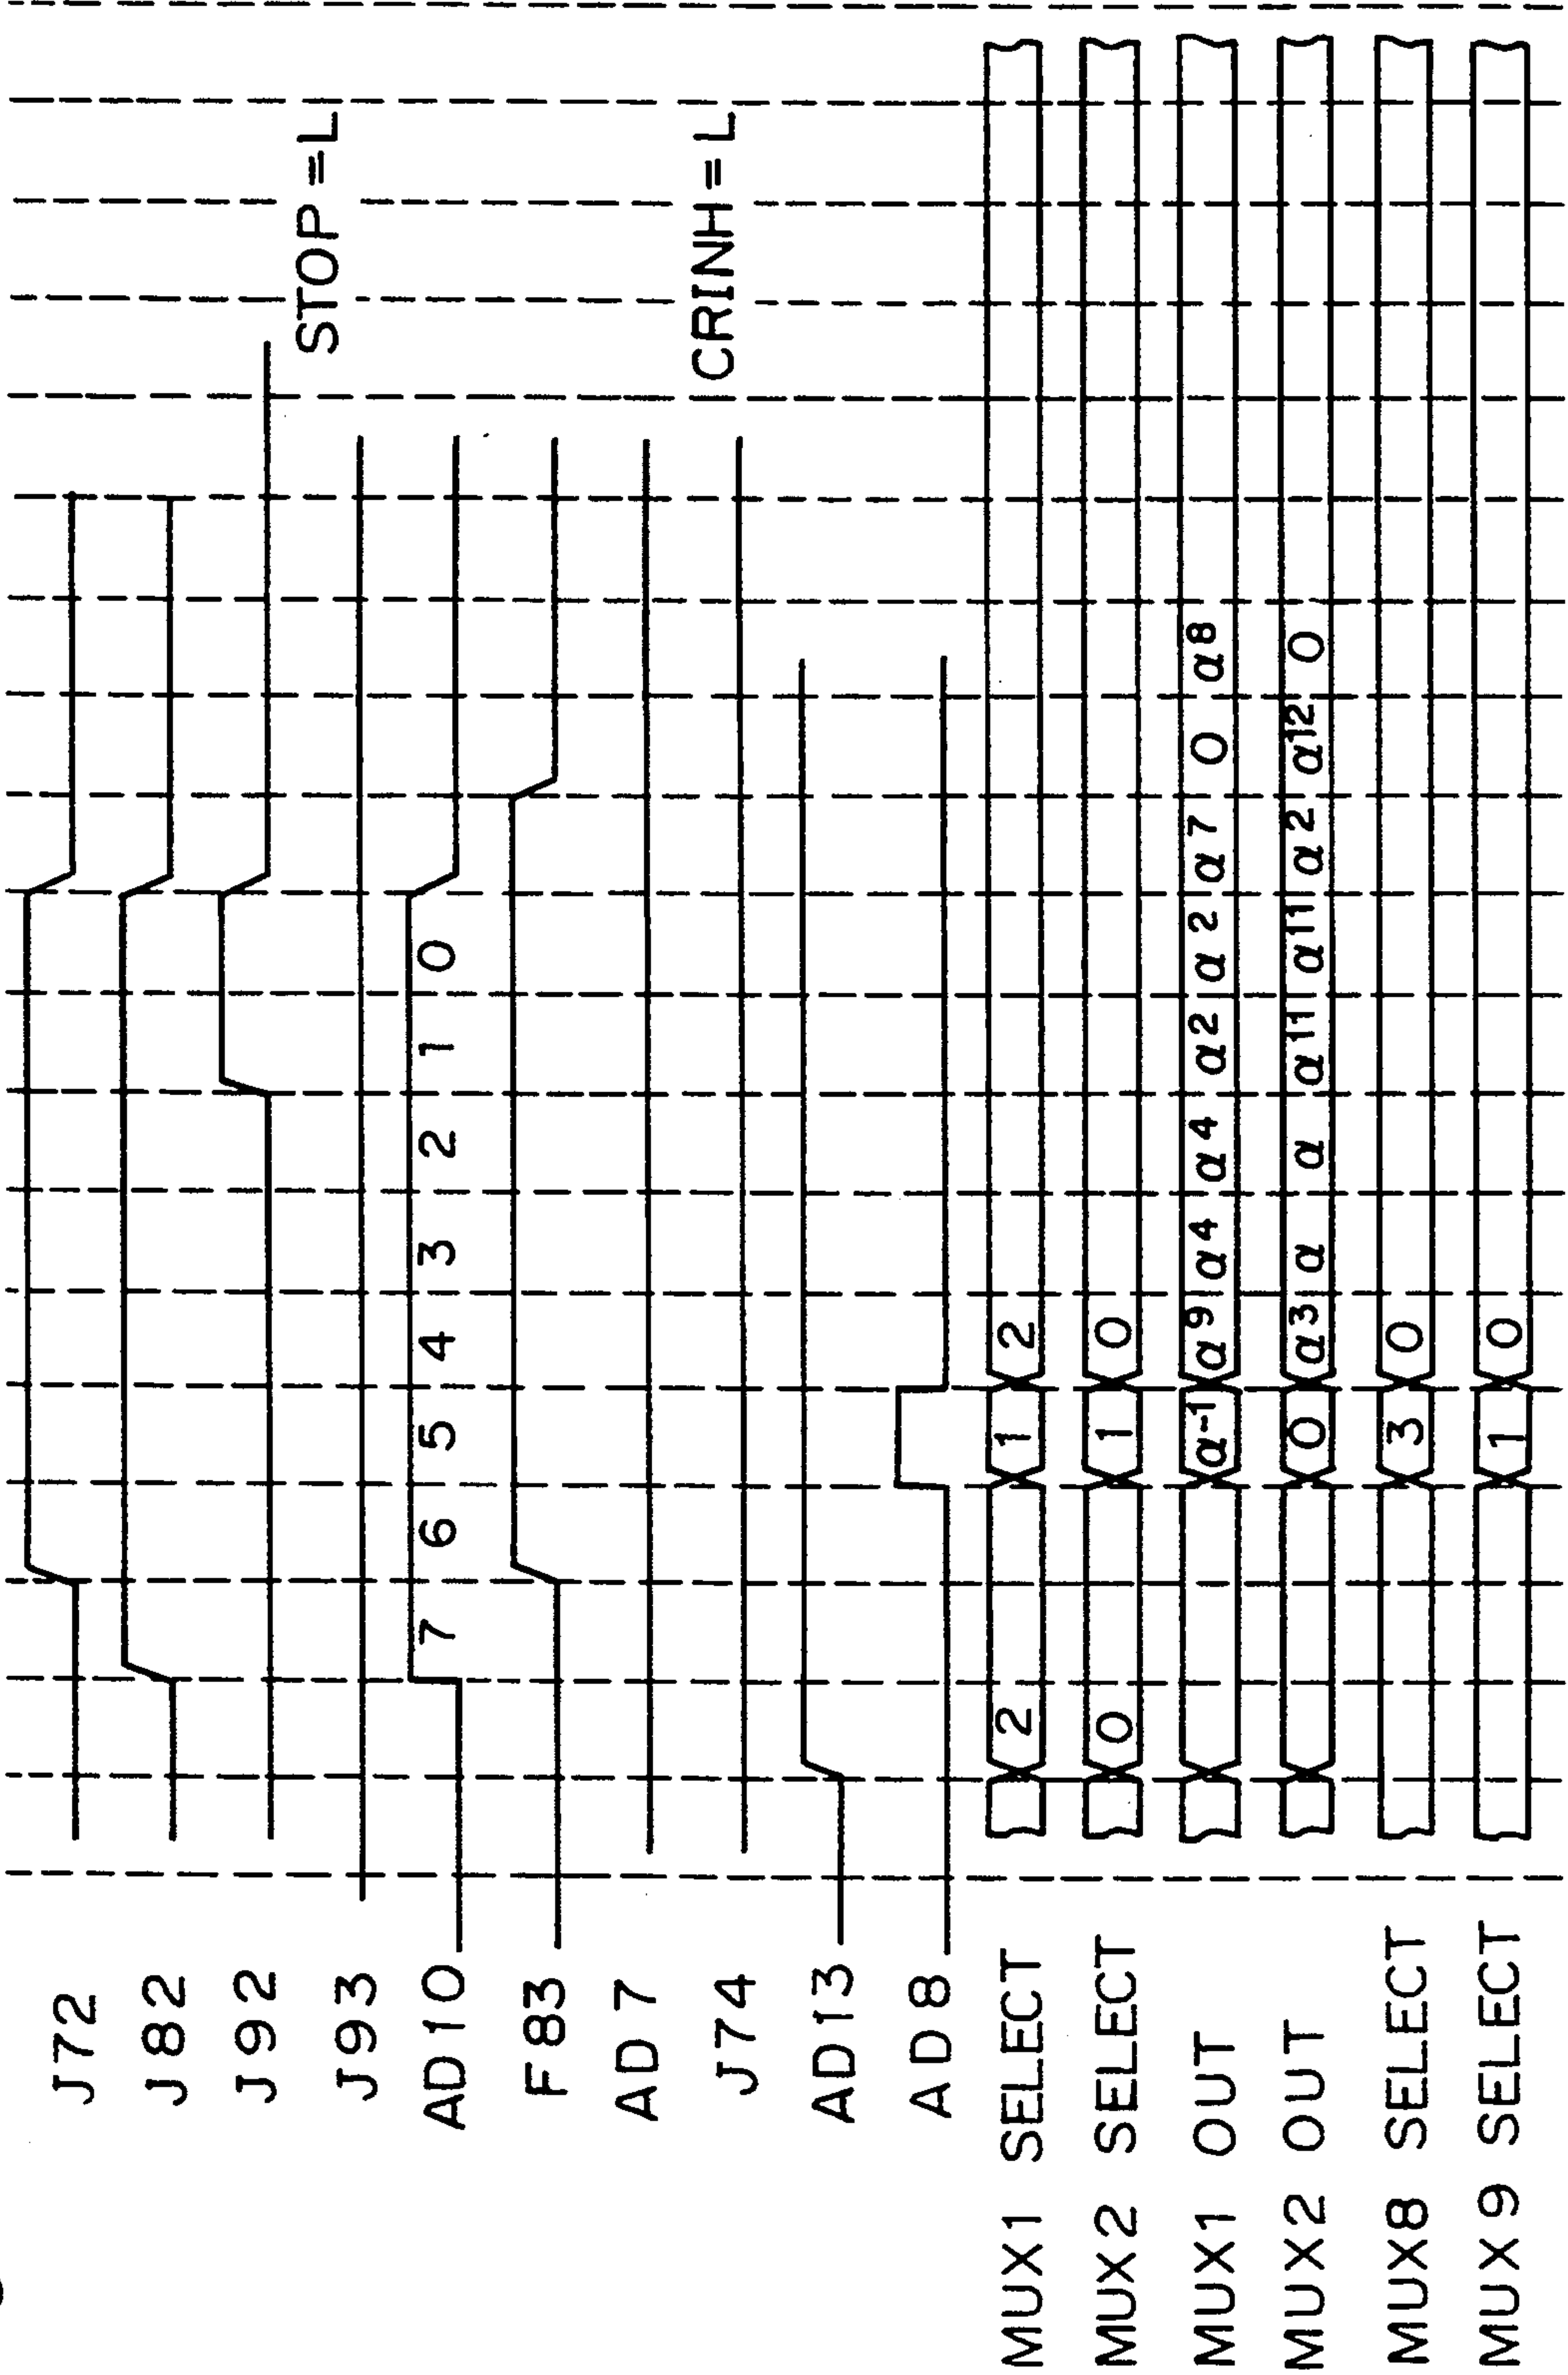 J72
J82
J92
STOP=L
J93
AD10 7 6 5 4 3 2 1 0
F83
AD7
J74
CRINH=L
AD13
AD8
MUX1 SELECT 2 1 2
MUX2 SELECT 0 1 0
MUX1 OUT α⁻¹ α⁹ α⁴ α⁴ α² α² α⁷ 0 α⁸
MUX2 OUT 0 α³ α α α¹¹ α¹¹ α² α¹² 0
MUX8 SELECT 3 0
MUX9 SELECT 1 0